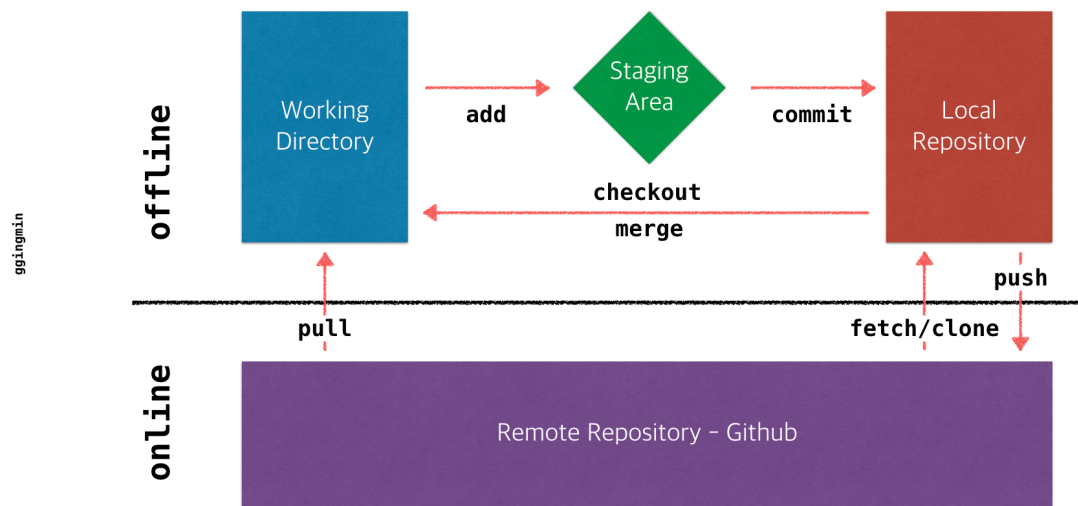 offline
ggingmin
Working
Directory
add
Staging
Area
commit
Local
Repository
checkout
merge
push
pull
fetch/clone
online
Remote Repository - Github